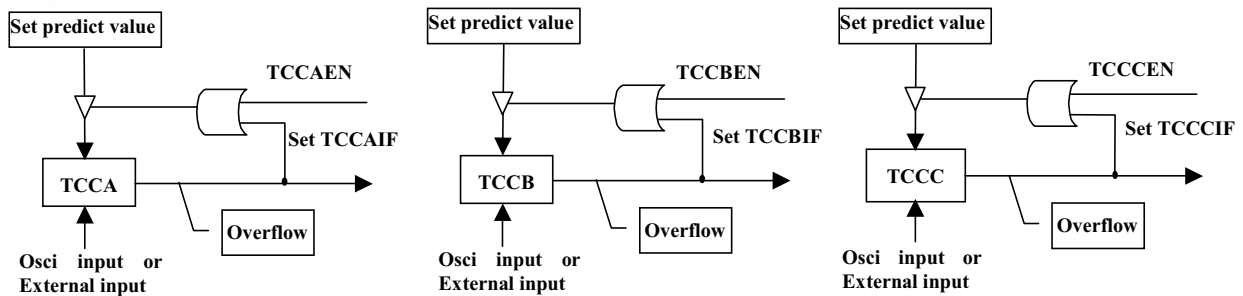 Set predict value
TCCAEN
Set TCCAIF
TCCA
Overflow
Osci input or
External input
Set predict value
TCCBEN
Set TCCBIF
TCCB
Overflow
Osci input or
External input
Set predict value
TCCCEN
Set TCCCIF
TCCC
Overflow
Osci input or
External input